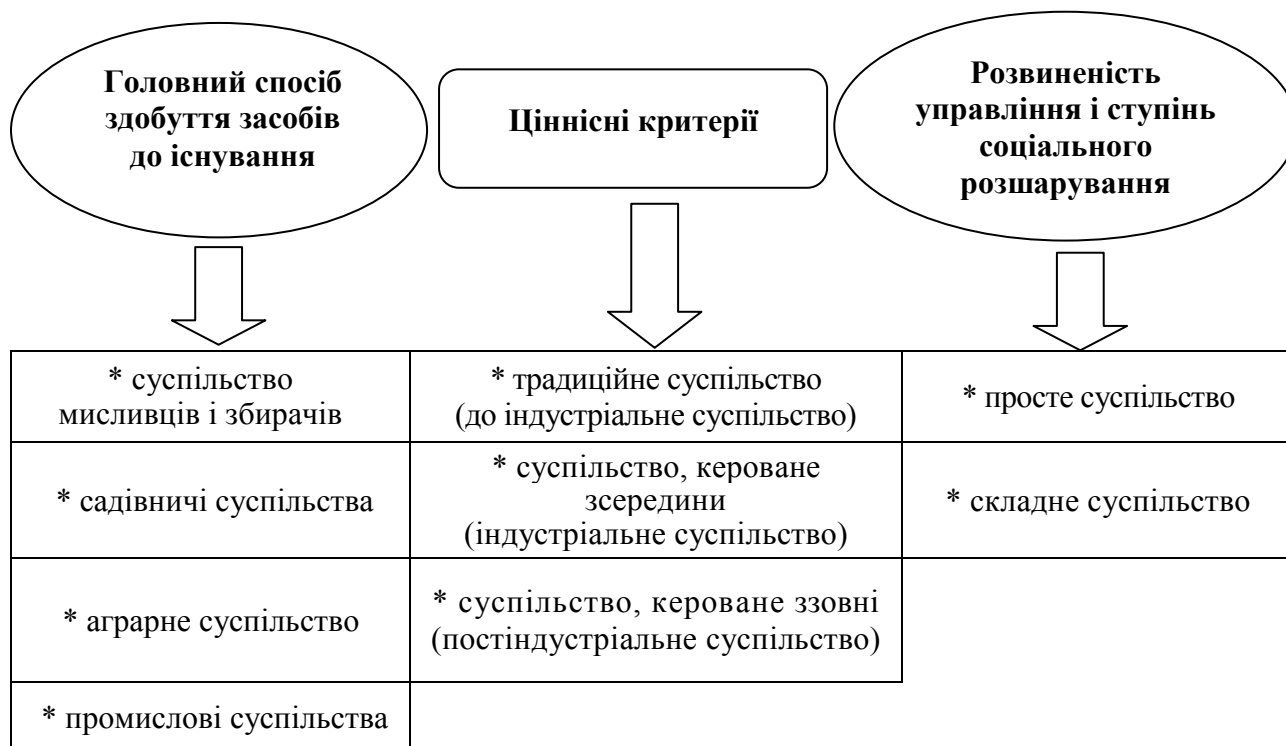 Головний спосіб
здобуття засобів
до існування
Ціннісні критерії
Розвиненість
управління і ступінь
соціального
розшарування
* суспільство
мисливців і збирачів
* традиційне суспільство
(до індустріальне суспільство)
* просте суспільство
* садівничі суспільства
* суспільство, кероване
зсередини
(індустріальне суспільство)
* складне суспільство
* аграрне суспільство
* суспільство, кероване ззовні
(постіндустріальне суспільство)
* промислові суспільства